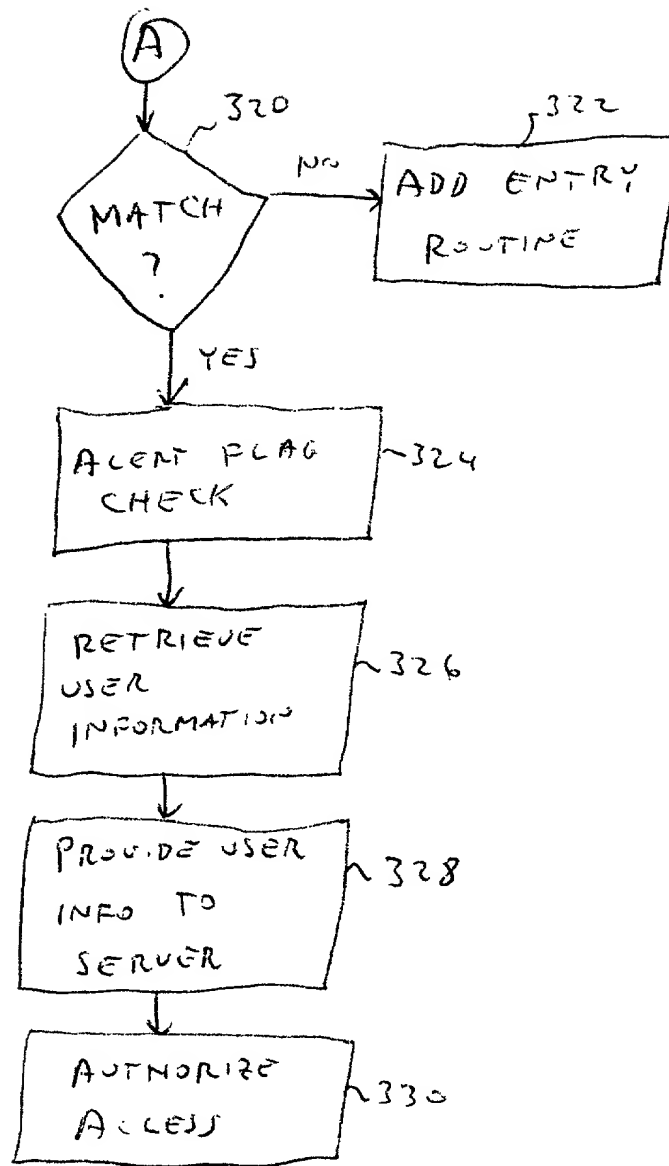 A
320
322
MATCH
?
NO
ADD ENTRY
ROUTINE
YES
ALERT FLAG
CHECK
324
RETRIEVE
USER
INFORMATION
326
PROVIDE USER
INFO TO
SERVER
328
AUTHORIZE
ACCESS
330